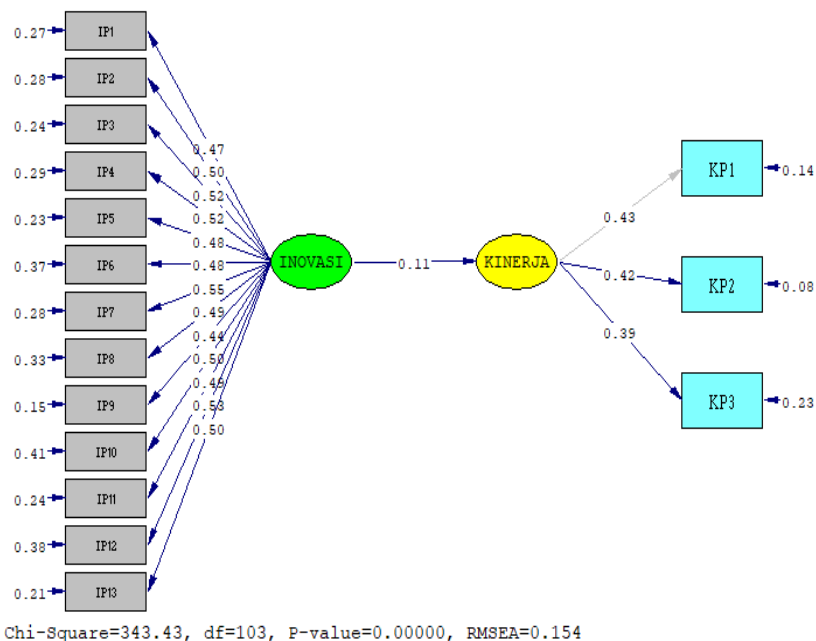 0.27 IP1
0.28 IP2
0.24 IP3
0.29 IP4
0.23 IP5
0.37 IP6
0.28 IP7
0.33 IP8
0.15 IP9
0.41 IP10
0.24 IP11
0.38 IP12
0.21 IP13
0.47
0.50
0.52
0.52
0.48
0.48
0.55
0.49
0.44
0.50
0.49
0.53
0.50
INOVASI
0.11
KINERJA
0.43
0.42
0.39
KP1 0.14
KP2 0.08
KP3 0.23
Chi-Square=343.43, df=103, P-value=0.00000, RMSEA=0.154